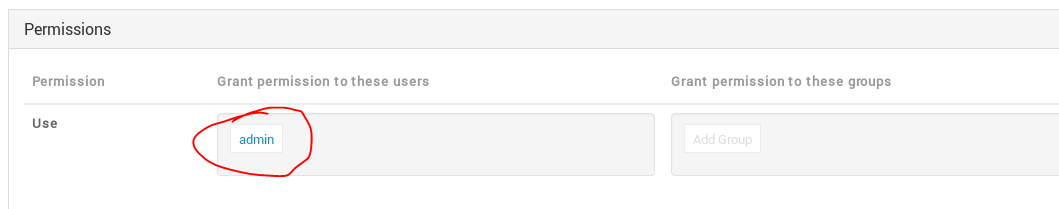 Permissions
Permission Grant permission to these users Grant permission to these groups
Use admin Add Group